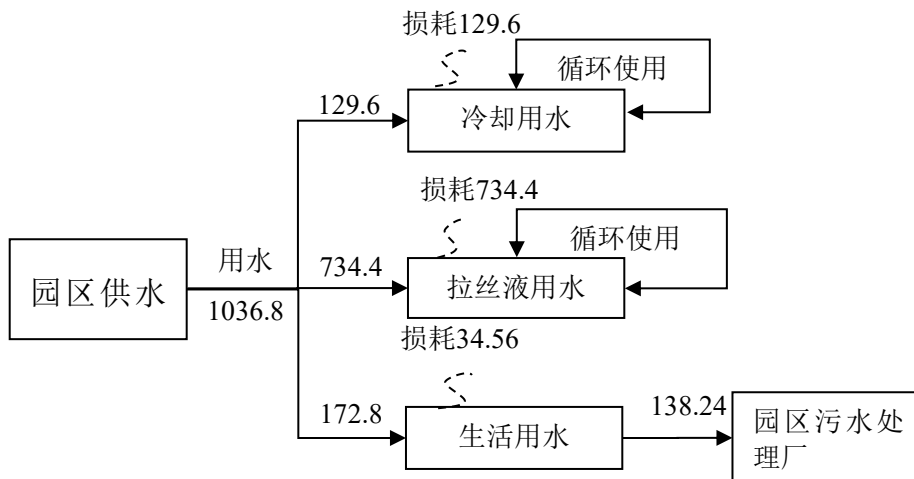 损耗129.6
循环使用
129.6
冷却用水
损耗734.4
循环使用
用水
734.4
园区供水
拉丝液用水
1036.8
损耗34.56
172.8
生活用水
138.24
园区污水处
理厂